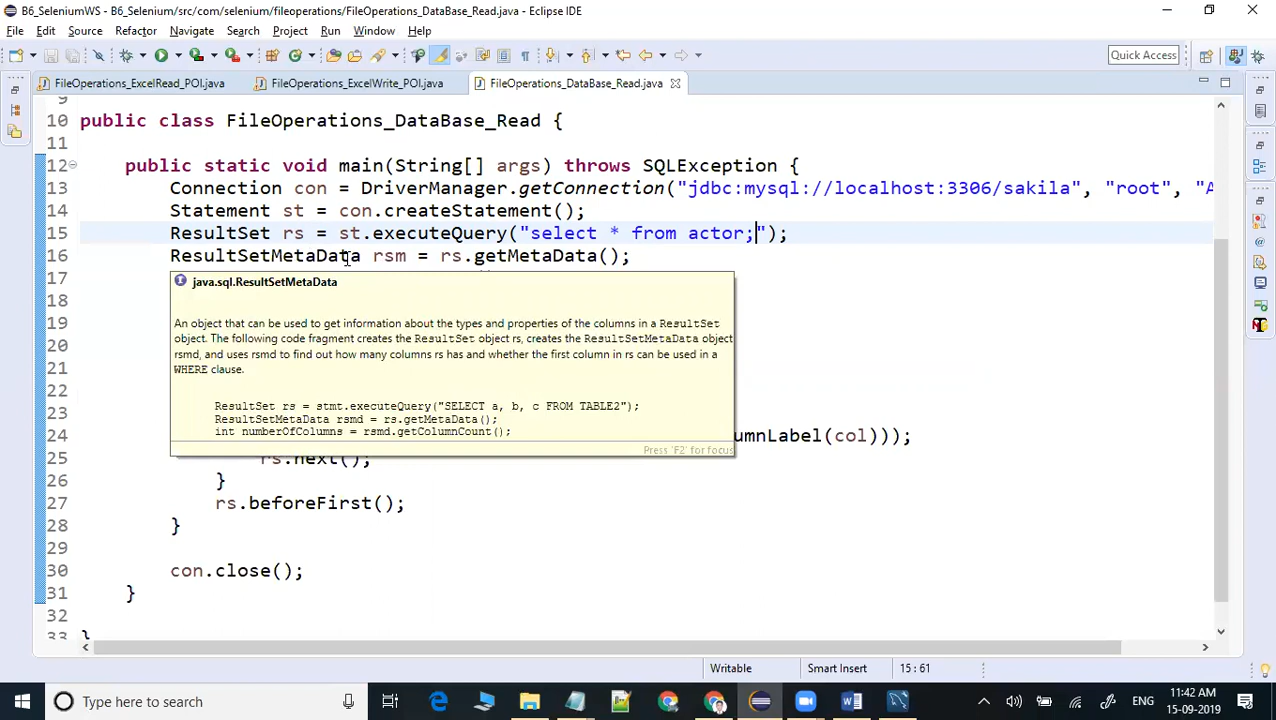 B6_SeleniumWS - B6_Selenium/src/com/selenium/fileoperations/FileOperations_DataBase_Read.java - Eclipse IDE
File Edit Source Refactor Navigate Search Project Run Window Help
Quick Access
FileOperations_ExcelRead_POI.java FileOperations_ExcelWrite_POI.java FileOperations_DataBase_Read.java
9
10 public class FileOperations_DataBase_Read {
11
12 public static void main(String[] args) throws SQLException {
13 Connection con = DriverManager.getConnection("jdbc:mysql://localhost:3306/sakila", "root", "A
14 Statement st = con.createStatement();
15 ResultSet rs = st.executeQuery("select * from actor;");
16 ResultSetMetaData rsm = rs.getMetaData();
17
java.sql.ResultSetMetaData
18
An object that can be used to get information about the types and properties of the columns in a ResultSet
19
object. The following code fragment creates the ResultSet object rs, creates the ResultSetMetaData object
20
rsmd, and uses rsmd to find out how many columns rs has and whether the first column in rs can be used in a
21
WHERE clause.
22
ResultSet rs = stmt.executeQuery("SELECT a, b, c FROM TABLE2");
23
ResultSetMetaData rsmd = rs.getMetaData();
int numberOfColumns = rsmd.getColumnCount();
24 umnLabel(col)));
Press 'F2' for focus
25 rs.next();
26 }
27 rs.beforeFirst();
28 }
29
30 con.close();
31 }
32
33 }
Writable Smart Insert 15 : 61
Type here to search
ENG
11:42 AM
15-09-2019